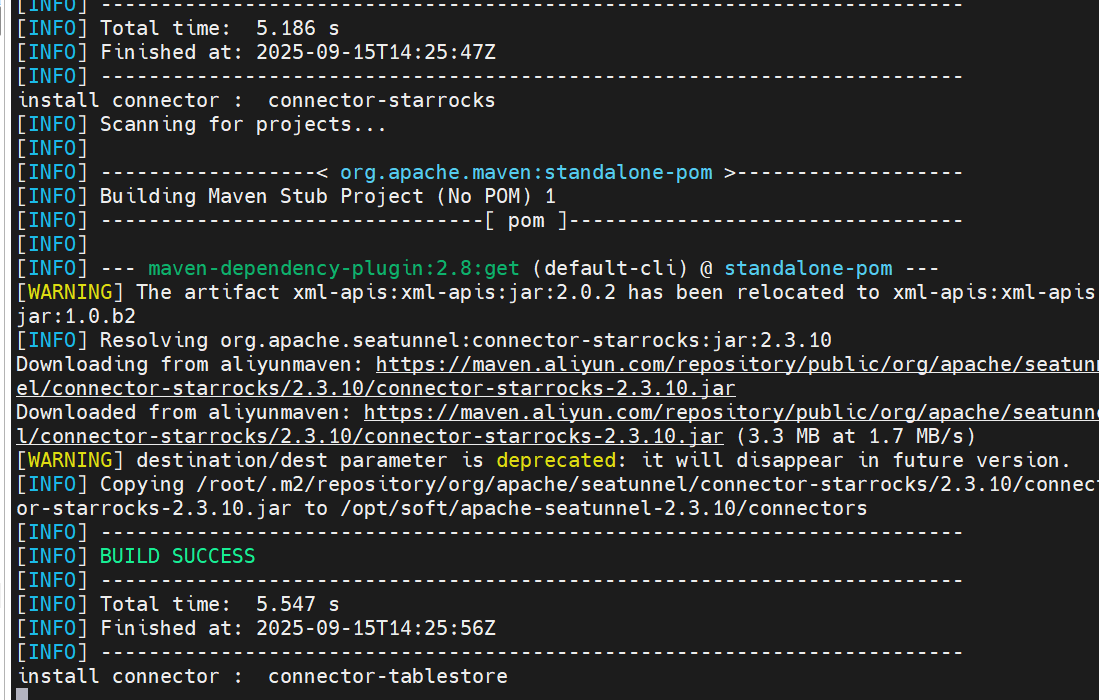 [INFO] ------------------------------------------------------------------------
[INFO] Total time:  5.186 s
[INFO] Finished at: 2025-09-15T14:25:47Z
[INFO] ------------------------------------------------------------------------
install connector :  connector-starrocks
[INFO] Scanning for projects...
[INFO]
[INFO] ------------------< org.apache.maven:standalone-pom >-------------------
[INFO] Building Maven Stub Project (No POM) 1
[INFO] --------------------------------[ pom ]---------------------------------
[INFO]
[INFO] --- maven-dependency-plugin:2.8:get (default-cli) @ standalone-pom ---
[WARNING] The artifact xml-apis:xml-apis:jar:2.0.2 has been relocated to xml-apis:xml-apis
jar:1.0.b2
[INFO] Resolving org.apache.seatunnel:connector-starrocks:jar:2.3.10
Downloading from aliyunmaven: https://maven.aliyun.com/repository/public/org/apache/seatunn
el/connector-starrocks/2.3.10/connector-starrocks-2.3.10.jar
Downloaded from aliyunmaven: https://maven.aliyun.com/repository/public/org/apache/seatunne
l/connector-starrocks/2.3.10/connector-starrocks-2.3.10.jar (3.3 MB at 1.7 MB/s)
[WARNING] destination/dest parameter is deprecated: it will disappear in future version.
[INFO] Copying /root/.m2/repository/org/apache/seatunnel/connector-starrocks/2.3.10/connect
or-starrocks-2.3.10.jar to /opt/soft/apache-seatunnel-2.3.10/connectors
[INFO] ------------------------------------------------------------------------
[INFO] BUILD SUCCESS
[INFO] ------------------------------------------------------------------------
[INFO] Total time:  5.547 s
[INFO] Finished at: 2025-09-15T14:25:56Z
[INFO] ------------------------------------------------------------------------
install connector :  connector-tablestore